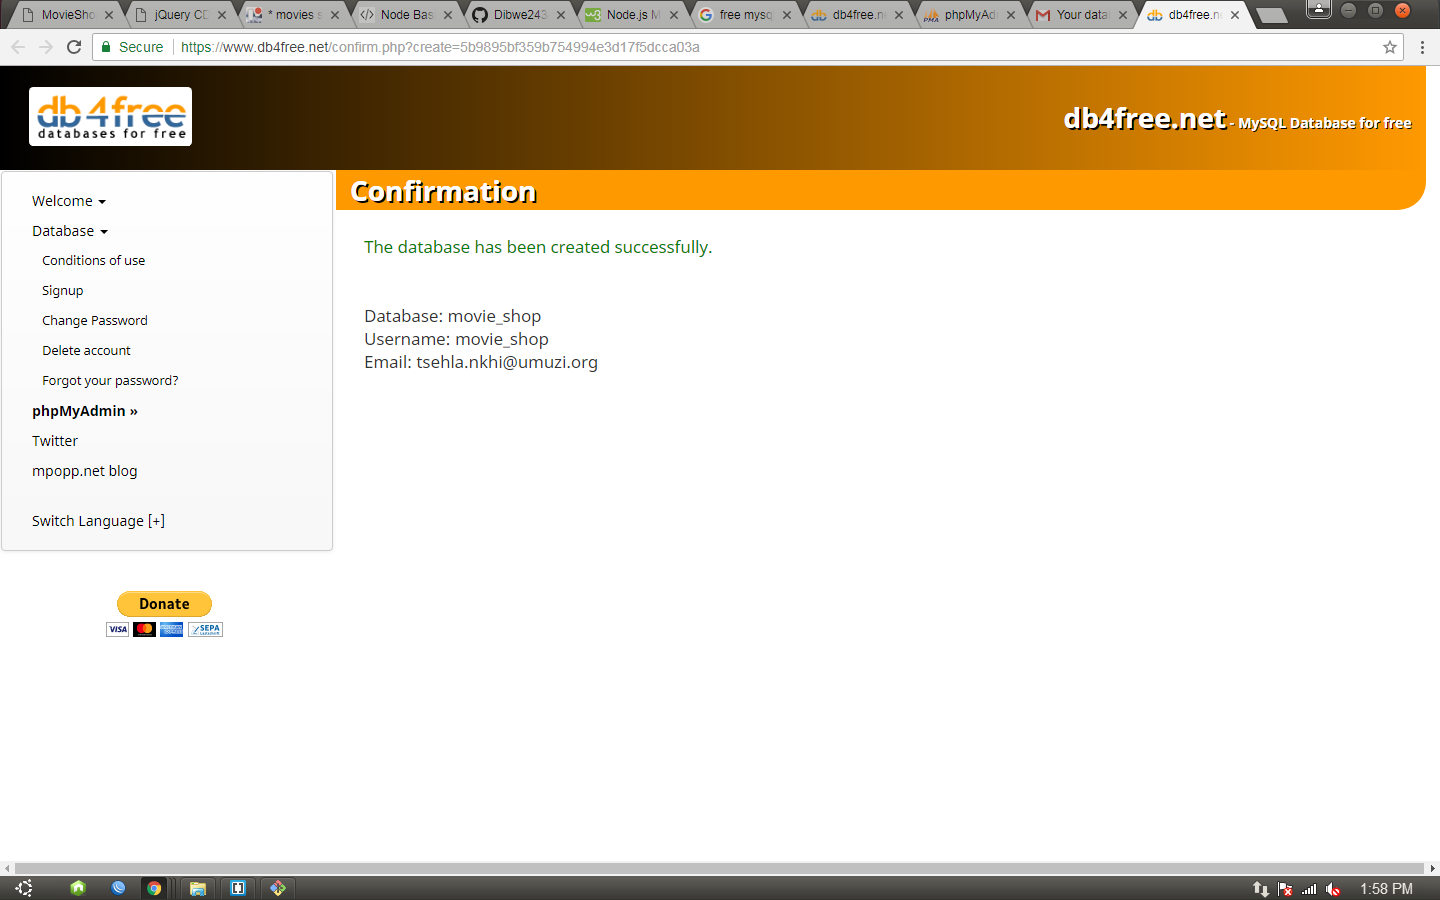 MovieSho
jQuery CD
* movies s
Node Bas
Dibwe243
Node.js M
free mysq
db4free.ne
phpMyAd
Your data
db4free.n
Secure
https://www.db4free.net/confirm.php?create=5b9895bf359b754994e3d17f5dcca03a
db4free
databases for free
db4free.net - MySQL Database for free
Welcome
Database
Conditions of use
Signup
Change Password
Delete account
Forgot your password?
phpMyAdmin »
Twitter
mpopp.net blog
Switch Language [+]
Donate
VISA
SEPA
Confirmation
The database has been created successfully.
Database: movie_shop
Username: movie_shop
Email: tsehla.nkhi@umuzi.org
1:58 PM